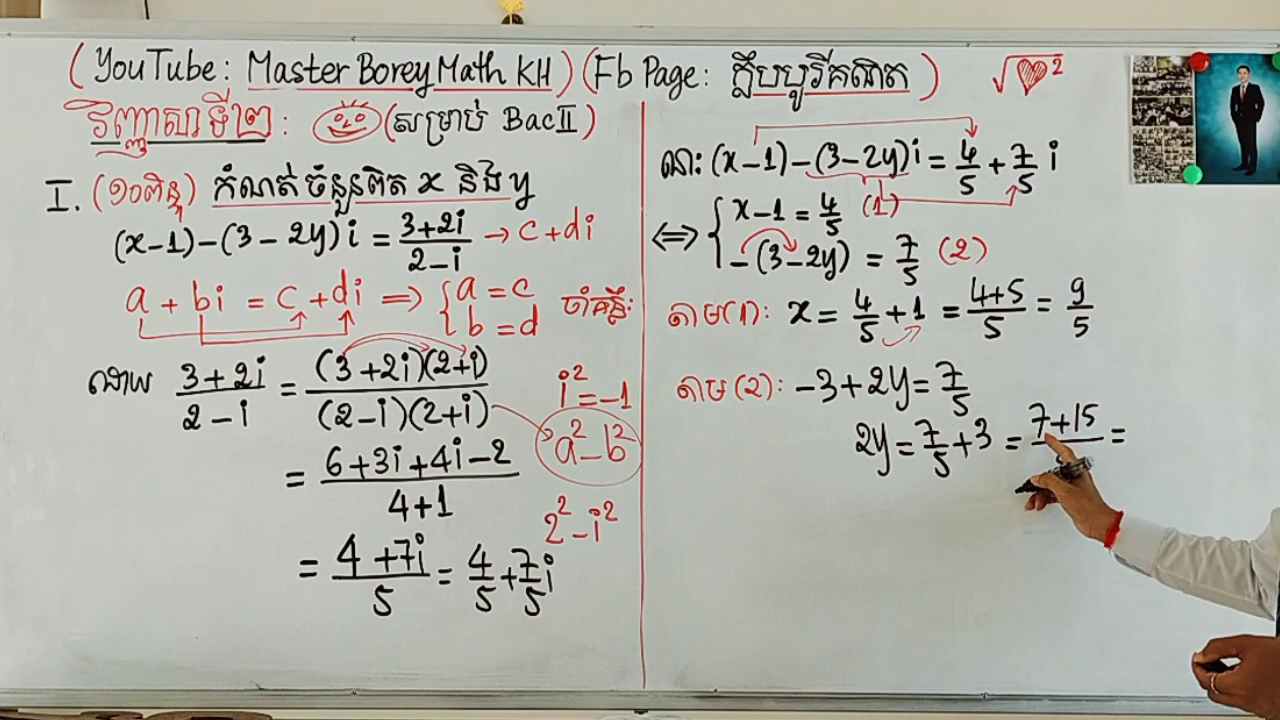 (YouTube: Master Borey Math KH) (Fb Page: ក្លឹបបូរីគណិត)
√♥²
វិញ្ញាសាទី២: (សម្រាប់ BacII)
I. (១០ពិន្ទុ) កំណត់ចំនួនពិត x និង y
(x-1)-(3-2y)i = (3+2i)/(2-i) → c+di
a + bi = c + di ⟹ { a = c
b = d
ដោយ (3+2i)/(2-i) = (3+2i)(2+i)/(2-i)(2+i)
i² = -1
a²-b²
= (6+3i+4i-2)/(4+1)
2²-i²
= (4+7i)/5 = 4/5 + 7/5 i
(x-1)-(3-2y)i = 4/5 + 7/5 i
⟺ { x-1 = 4/5 (1)
-(3-2y) = 7/5 (2)
តាម(1): x = 4/5 + 1 = (4+5)/5 = 9/5
តាម(2): -3+2y = 7/5
2y = 7/5 + 3 = (7+15)/ =